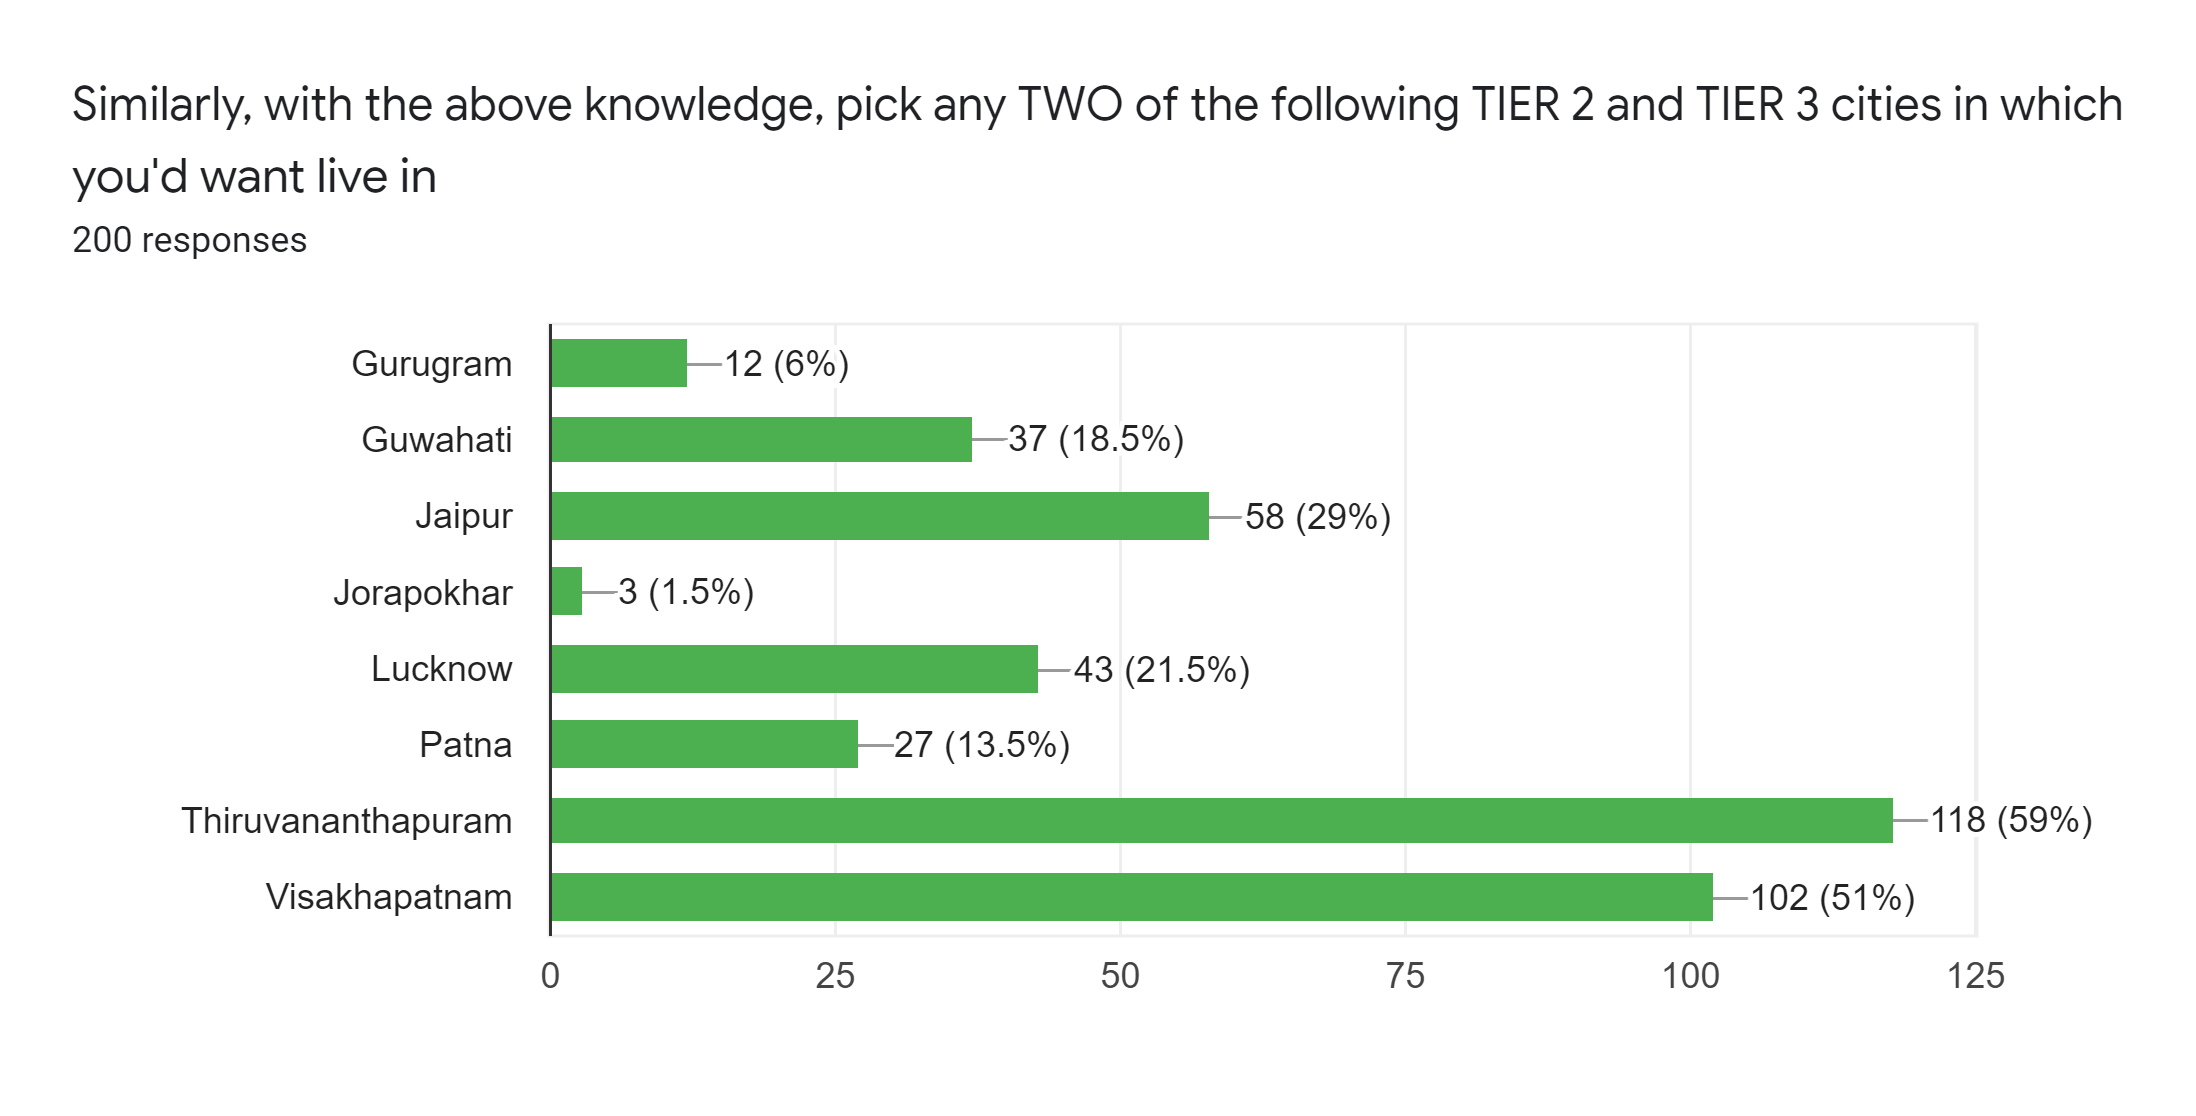 Similarly, with the above knowledge, pick any TWO of the following TIER 2 and TIER 3 cities in which
you'd want live in
200 responses
Gurugram 12 (6%)
Guwahati 37 (18.5%)
Jaipur 58 (29%)
Jorapokhar 3 (1.5%)
Lucknow 43 (21.5%)
Patna 27 (13.5%)
Thiruvananthapuram 118 (59%)
Visakhapatnam 102 (51%)
0 25 50 75 100 125